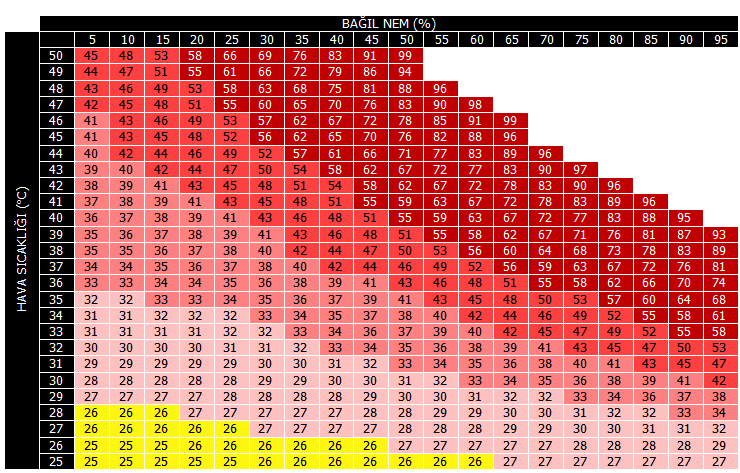 BAĞIL NEM (%)
5 10 15 20 25 30 35 40 45 50 55 60 65 70 75 80 85 90 95
HAVA SICAKLIĞI (°C)
50 45 48 53 58 66 69 76 83 91 99
49 44 47 51 55 61 66 72 79 86 94
48 43 46 49 53 58 63 68 75 81 88 96
47 42 45 48 51 55 60 65 70 76 83 90 98
46 41 43 46 49 53 57 62 67 72 78 85 91 99
45 41 43 45 48 52 56 62 65 70 76 82 88 96
44 40 42 44 46 49 52 57 61 66 71 77 83 89 96
43 39 40 42 44 47 50 54 58 62 67 72 77 83 90 97
42 38 39 41 43 45 48 51 54 58 62 67 72 78 83 90 96
41 37 38 39 41 43 45 48 51 55 59 63 67 72 78 83 89 96
40 36 37 38 39 41 43 46 48 51 55 59 63 67 72 77 83 88 95
39 35 36 37 38 39 41 43 46 48 51 55 58 62 67 71 76 81 87 93
38 35 35 36 37 38 40 42 44 47 50 53 56 60 64 68 73 78 83 89
37 34 34 35 36 37 38 40 42 44 46 49 52 56 59 63 67 72 76 81
36 33 33 34 34 35 36 38 39 41 43 46 48 51 55 58 62 66 70 74
35 32 32 33 33 34 35 36 37 39 41 43 45 48 50 53 57 60 64 68
34 31 31 32 32 32 33 34 35 37 38 40 42 44 46 49 52 55 58 61
33 31 31 31 31 32 32 33 34 36 37 39 40 42 45 47 49 52 55 58
32 30 30 30 30 31 31 32 33 34 35 36 38 39 41 43 45 47 50 53
31 29 29 29 29 30 30 30 31 32 33 34 35 36 38 40 41 43 45 47
30 28 28 28 28 29 29 30 30 30 31 32 33 34 35 36 38 39 41 42
29 27 27 27 28 28 28 28 29 29 30 30 31 32 32 33 34 36 37 38
28 26 26 26 27 27 27 27 28 28 28 29 29 30 30 31 32 32 33 34
27 26 26 26 26 26 27 27 27 27 28 28 28 28 29 29 30 30 31 31 32
26 25 25 25 26 26 26 26 26 26 27 27 27 27 27 28 28 28 28 29
25 25 25 25 25 25 25 26 26 26 26 26 26 27 27 27 27 27 27 27